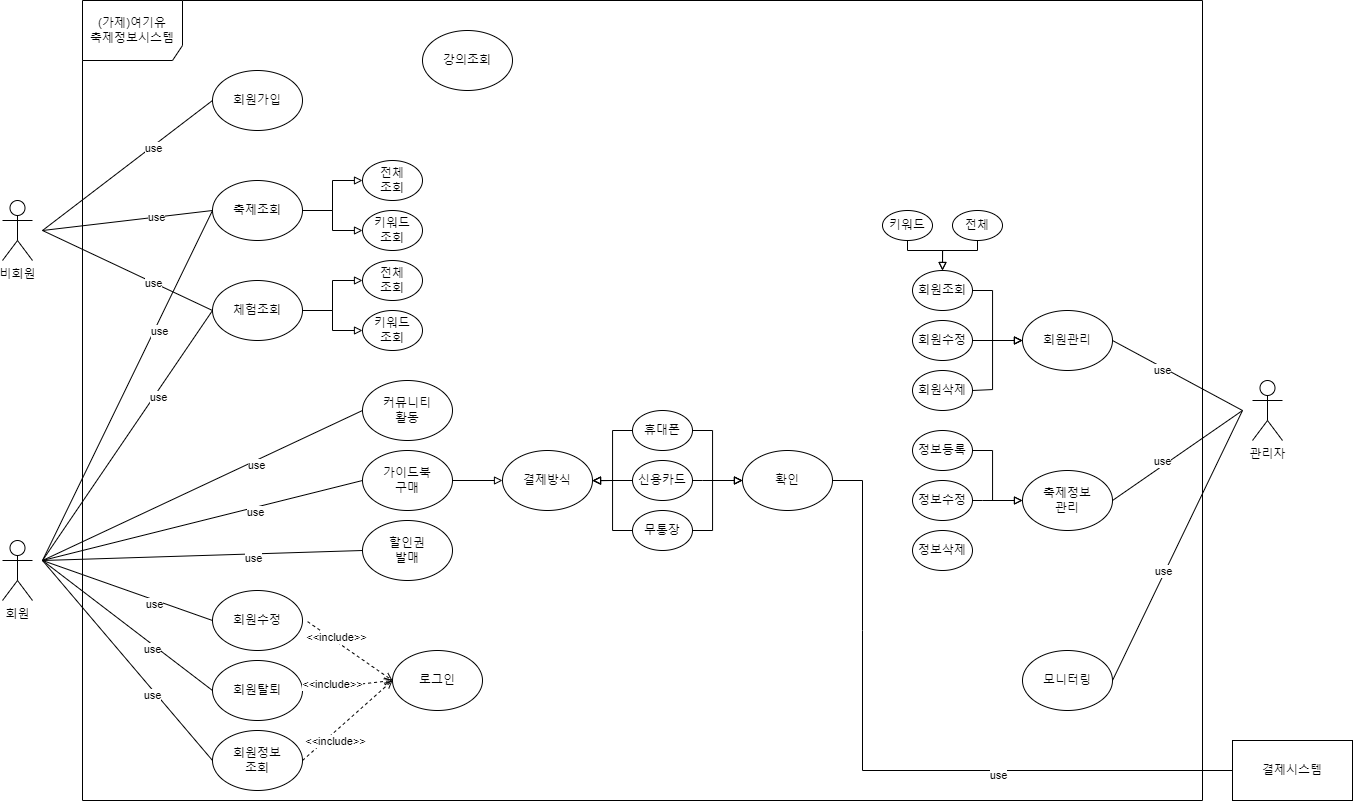 (가제)여기유
축제정보시스템
강의조회
회원가입
use
전체
조회
축제조회
use
키워드
조회
키워드
전체
비회원
전체
조회
use
체험조회
회원조회
키워드
조회
use
회원수정
회원관리
use
use
회원삭제
커뮤니티
활동
관리자
휴대폰
정보등록
use
use
가이드북
구매
결제방식
신용카드
확인
정보수정
축제정보
관리
use
무통장
할인권
발매
use
정보삭제
use
회원
use
회원수정
<<include>>
use
로그인
모니터링
<<include>>
회원탈퇴
use
<<include>>
회원정보
조회
결제시스템
use